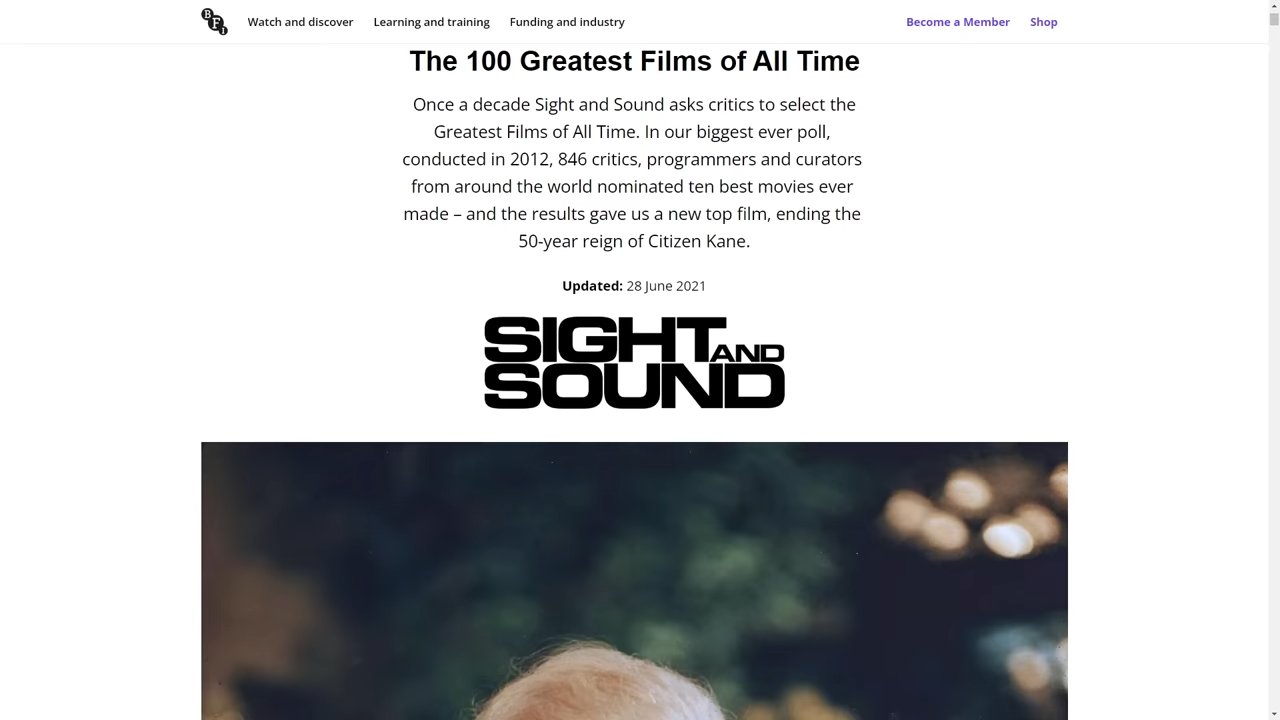 BFI
Watch and discover
Learning and training
Funding and industry
Become a Member
Shop
The 100 Greatest Films of All Time
Once a decade Sight and Sound asks critics to select the
Greatest Films of All Time. In our biggest ever poll,
conducted in 2012, 846 critics, programmers and curators
from around the world nominated ten best movies ever
made – and the results gave us a new top film, ending the
50-year reign of Citizen Kane.
Updated: 28 June 2021
SIGHT AND
SOUND